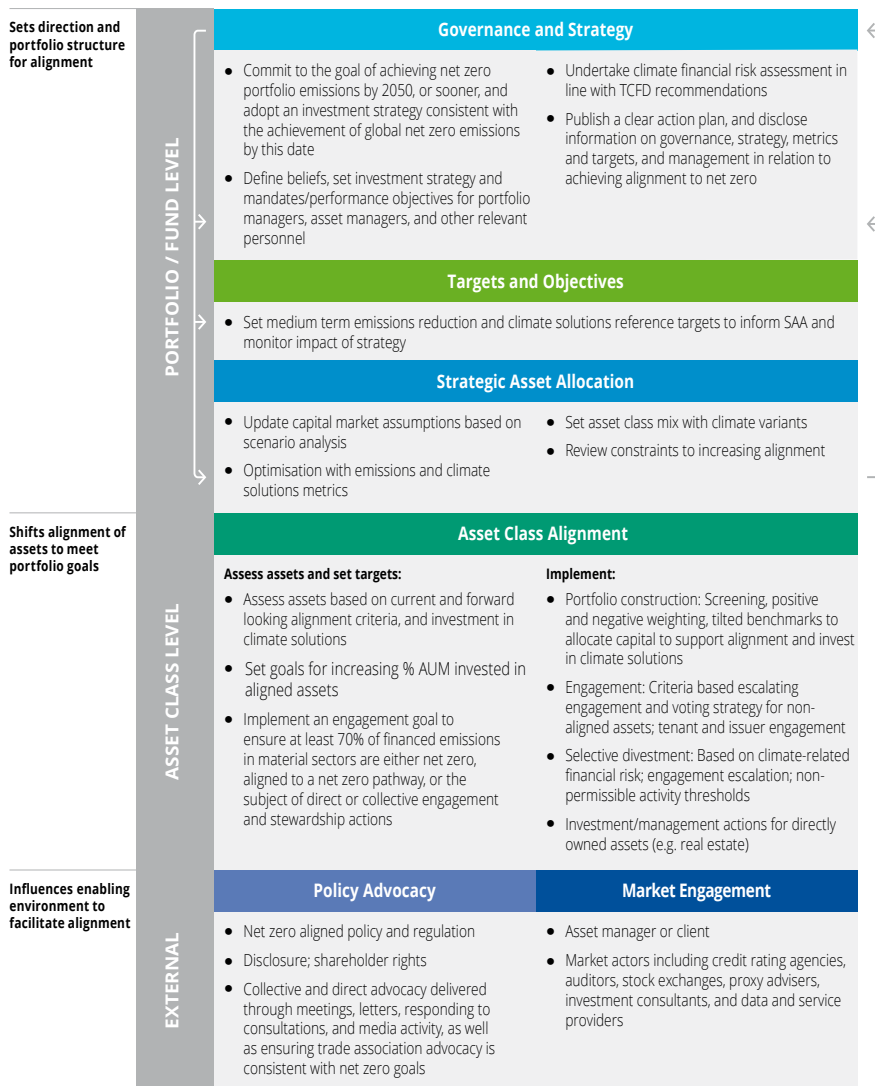 Sets direction and
portfolio structure
for alignment
PORTFOLIO / FUND LEVEL
Governance and Strategy
● Commit to the goal of achieving net zero
portfolio emissions by 2050, or sooner, and
adopt an investment strategy consistent with
the achievement of global net zero emissions
by this date
● Define beliefs, set investment strategy and
mandates/performance objectives for portfolio
managers, asset managers, and other relevant
personnel
● Undertake climate financial risk assessment in
line with TCFD recommendations
● Publish a clear action plan, and disclose
information on governance, strategy, metrics
and targets, and management in relation to
achieving alignment to net zero
Targets and Objectives
● Set medium term emissions reduction and climate solutions reference targets to inform SAA and
monitor impact of strategy
Strategic Asset Allocation
● Update capital market assumptions based on
scenario analysis
● Optimisation with emissions and climate
solutions metrics
● Set asset class mix with climate variants
● Review constraints to increasing alignment
Shifts alignment of
assets to meet
portfolio goals
ASSET CLASS LEVEL
Asset Class Alignment
Assess assets and set targets:
● Assess assets based on current and forward
looking alignment criteria, and investment in
climate solutions
● Set goals for increasing % AUM invested in
aligned assets
● Implement an engagement goal to
ensure at least 70% of financed emissions
in material sectors are either net zero,
aligned to a net zero pathway, or the
subject of direct or collective engagement
and stewardship actions
Implement:
● Portfolio construction: Screening, positive
and negative weighting, tilted benchmarks to
allocate capital to support alignment and invest
in climate solutions
● Engagement: Criteria based escalating
engagement and voting strategy for non-
aligned assets; tenant and issuer engagement
● Selective divestment: Based on climate-related
financial risk; engagement escalation; non-
permissible activity thresholds
● Investment/management actions for directly
owned assets (e.g. real estate)
Influences enabling
environment to
facilitate alignment
EXTERNAL
Policy Advocacy
● Net zero aligned policy and regulation
● Disclosure; shareholder rights
● Collective and direct advocacy delivered
through meetings, letters, responding to
consultations, and media activity, as well
as ensuring trade association advocacy is
consistent with net zero goals
Market Engagement
● Asset manager or client
● Market actors including credit rating agencies,
auditors, stock exchanges, proxy advisers,
investment consultants, and data and service
providers